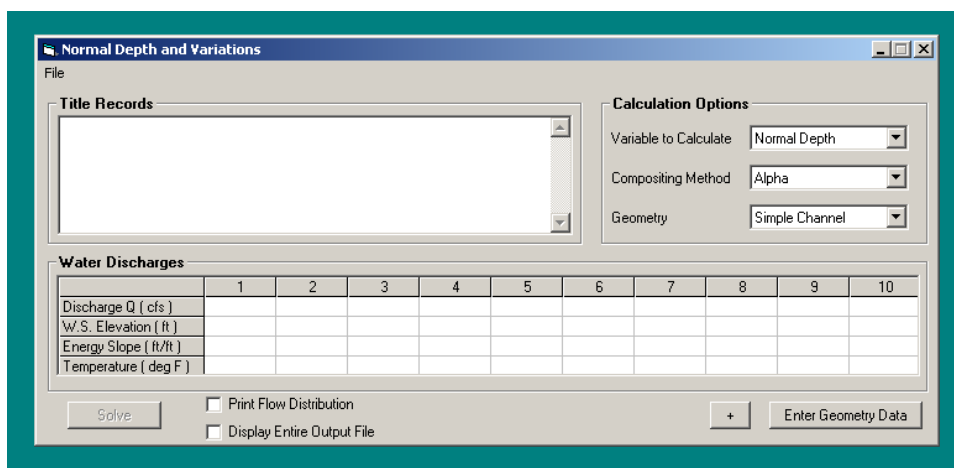 Normal Depth and Variations
File
Title Records
Calculation Options
Variable to Calculate Normal Depth
Compositing Method Alpha
Geometry Simple Channel
Water Discharges
1 2 3 4 5 6 7 8 9 10
Discharge Q ( cfs )
W.S. Elevation ( ft )
Energy Slope ( ft/ft )
Temperature ( deg F )
Solve
Print Flow Distribution
Display Entire Output File
+
Enter Geometry Data